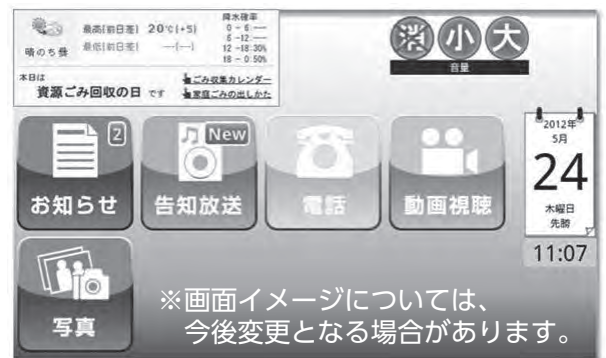 晴のち曇
最高[前日差] 20℃[+5]
最低[前日差] ---[---]
降水確率
0 - 6 ----
6 -12 ----
12 -18 30%
18 - 0 50%
本日は
資源ごみ回収の日 です
ごみ収集カレンダー
家庭ごみの出しかた
消 小 大
音量
2
お知らせ
New
告知放送
電話
動画視聴
2012年
5月
24
木曜日
先勝
11:07
写真
※画面イメージについては、
今後変更となる場合があります。